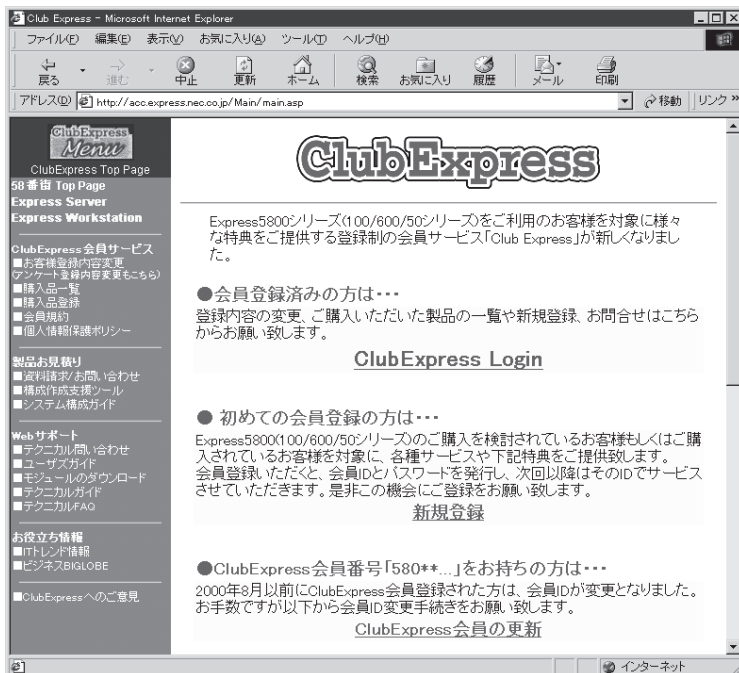 Club Express - Microsoft Internet Explorer
ファイル(F) 編集(E) 表示(V) お気に入り(A) ツール(T) ヘルプ(H)
戻る 進む 中止 更新 ホーム 検索 お気に入り 履歴 メール 印刷
アドレス(D) http://acc.express.nec.co.jp/Main/main.asp 移動 リンク »
ClubExpress
Menu
ClubExpress Top Page
58番街 Top Page
Express Server
Express Workstation
ClubExpress会員サービス
■お客様登録内容変更
(アンケート登録内容変更もこちら)
■購入品一覧
■購入品登録
■会員規約
■個人情報保護ポリシー
製品お見積り
■資料請求/お問い合わせ
■構成作成支援ツール
■システム構成ガイド
Webサポート
■テクニカル問い合わせ
■ユーザズガイド
■モジュールのダウンロード
■テクニカルガイド
■テクニカルFAQ
お役立ち情報
■ITトレンド情報
■ビジネスBIGLOBE
■ClubExpressへのご意見
ClubExpress
Express5800シリーズ(100/600/50シリーズ)をご利用のお客様を対象に様々
な特典をご提供する登録制の会員サービス「Club Express」が新しくなりまし
た。
●会員登録済みの方は・・・
登録内容の変更、ご購入いただいた製品の一覧や新規登録、お問合せはこちら
からお願い致します。
ClubExpress Login
● 初めての会員登録の方は・・・
Express5800(100/600/50シリーズ)のご購入を検討されているお客様もしくはご購
入されているお客様を対象に、各種サービスや下記特典をご提供致します。
会員登録いただくと、会員IDとパスワードを発行し、次回以降はそのIDでサービス
させていただきます。是非この機会にご登録をお願い致します。
新規登録
●ClubExpress会員番号「580**...」をお持ちの方は・・・
2000年8月以前にClubExpress会員登録された方は、会員IDが変更となりました。
お手数ですが以下から会員ID変更手続きをお願い致します。
ClubExpress会員の更新
インターネット